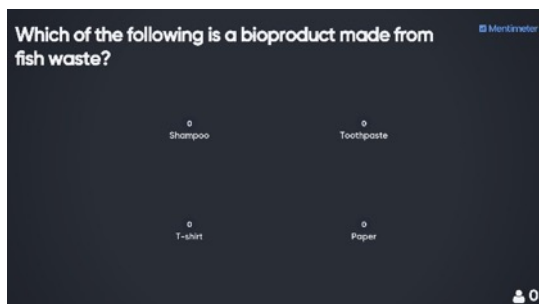 Which of the following is a bioproduct made from
fish waste?
Mentimeter
0
Shampoo
0
Toothpaste
0
T-shirt
0
Paper
0